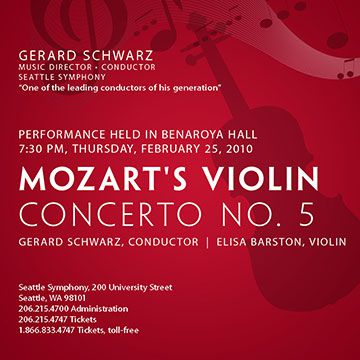 GERARD SCHWARZ
MUSIC DIRECTOR • CONDUCTOR
SEATTLE SYMPHONY
"One of the leading conductors of his generation"
PERFORMANCE HELD IN BENAROYA HALL
7:30 PM, THURSDAY, FEBRUARY 25, 2010
MOZART'S VIOLIN
CONCERTO NO. 5
GERARD SCHWARZ, CONDUCTOR | ELISA BARSTON, VIOLIN
Seattle Symphony, 200 University Street
Seattle, WA 98101
206.215.4700 Administration
206.215.4747 Tickets
1.866.833.4747 Tickets, toll-free